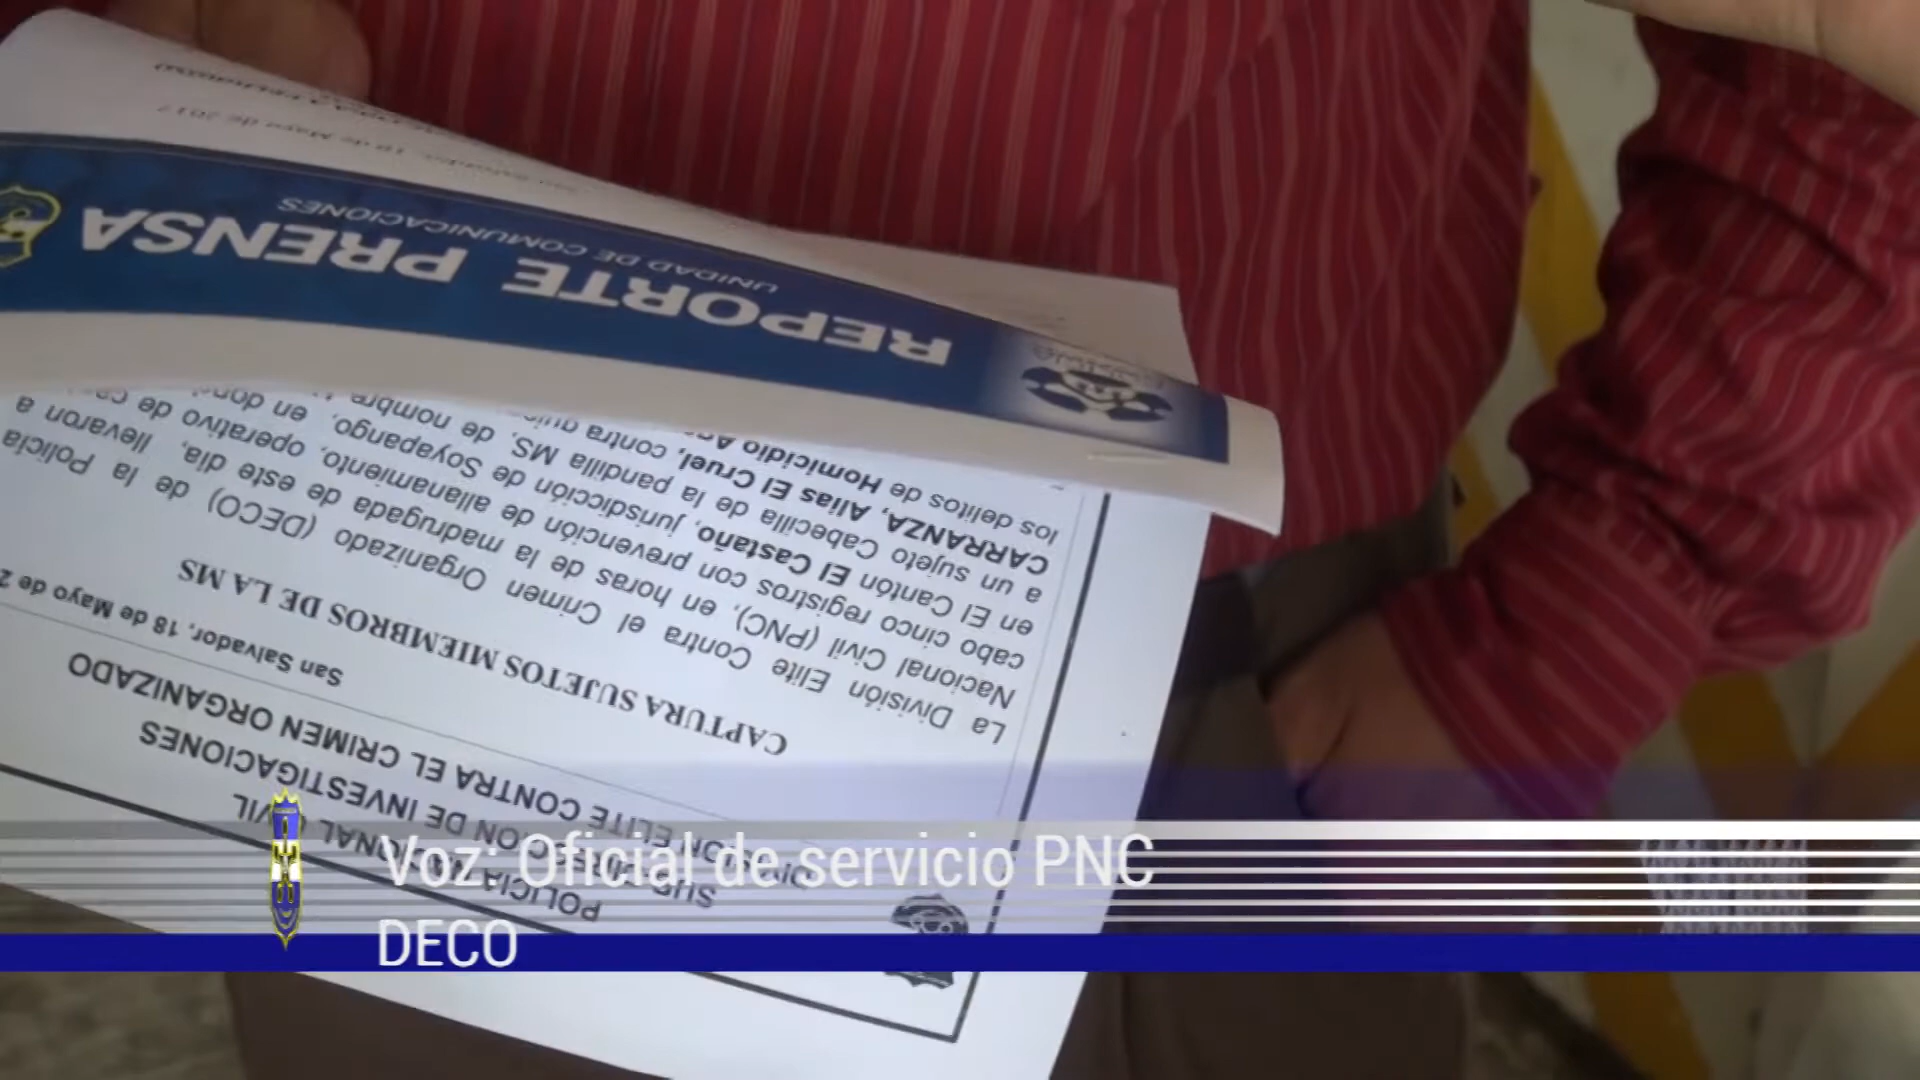 REPORTE PRENSA
UNIDAD DE COMUNICACIONES
POLICIA NACIONAL CIVIL
SUB-DIRECCION DE INVESTIGACIONES
DIVISION ELITE CONTRA EL CRIMEN ORGANIZADO
San Salvador, 18 de Mayo de 2
CAPTURA SUJETOS MIEMBROS DE LA MS
La División Elite Contra el Crimen Organizado (DECO) de la Policía
Nacional Civil (PNC), en horas de la madrugada de este día, llevaron a
cabo cinco registros con prevención de allanamiento, operativo de
en El Cantón El Castaño, jurisdicción de Soyapango, en
a un sujeto Cabecilla de la pandilla MS, de nombre
CARRANZA, Alias El Cruel, contra
los delitos de Homicidio
Voz: Oficial de servicio PNC
DECO